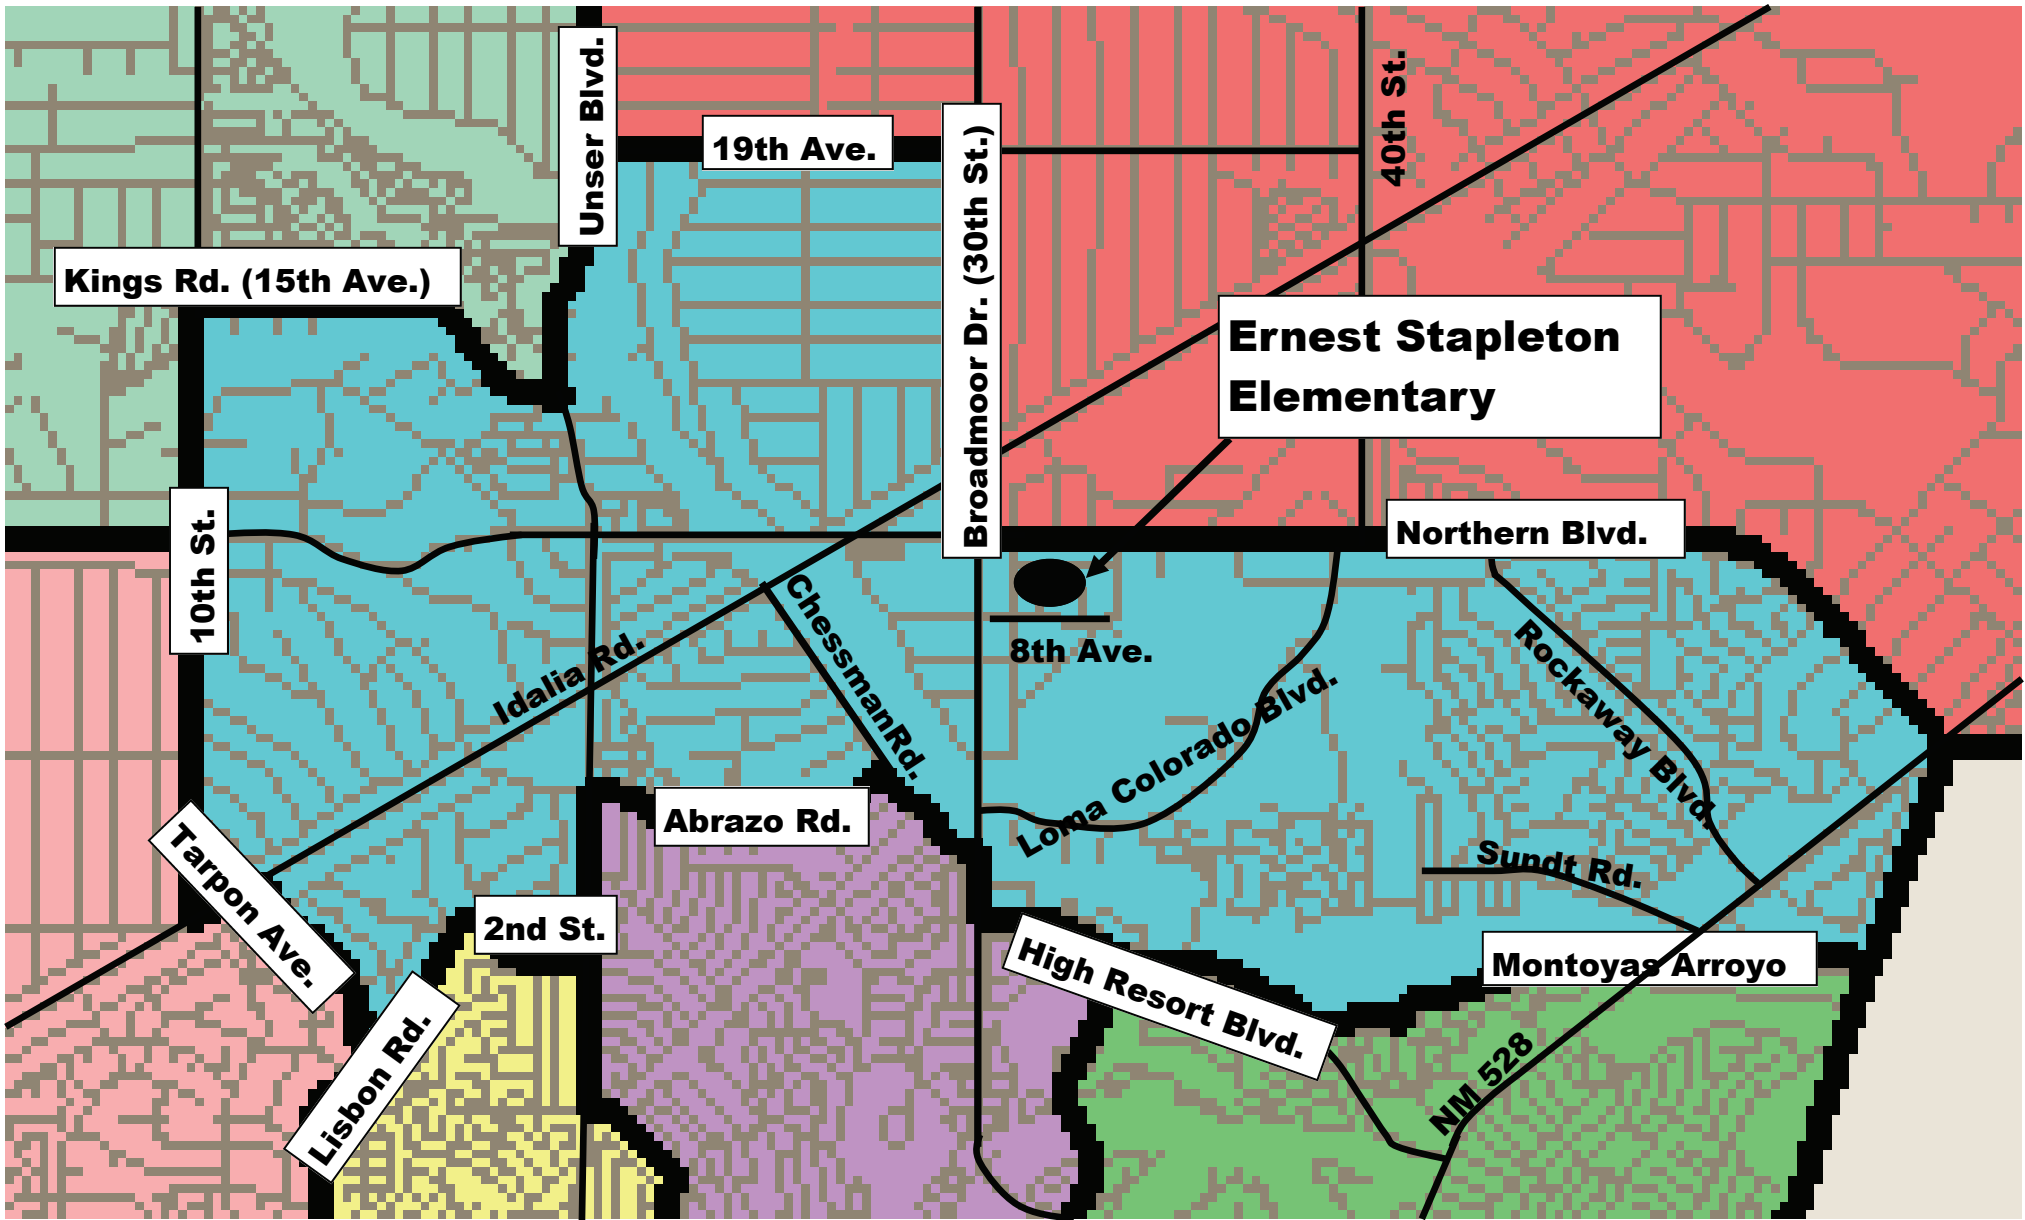 Unser Blvd.
40th St.
19th Ave.
Broadmoor Dr. (30th St.)
Kings Rd. (15th Ave.)
Ernest Stapleton
Elementary
10th St.
Northern Blvd.
Chessman Rd.
8th Ave.
Idalia Rd.
Rockaway Blvd.
Loma Colorado Blvd.
Abrazo Rd.
Tarpon Ave.
Sundt Rd.
2nd St.
High Resort Blvd.
Montoyas Arroyo
Lisbon Rd.
NM 528